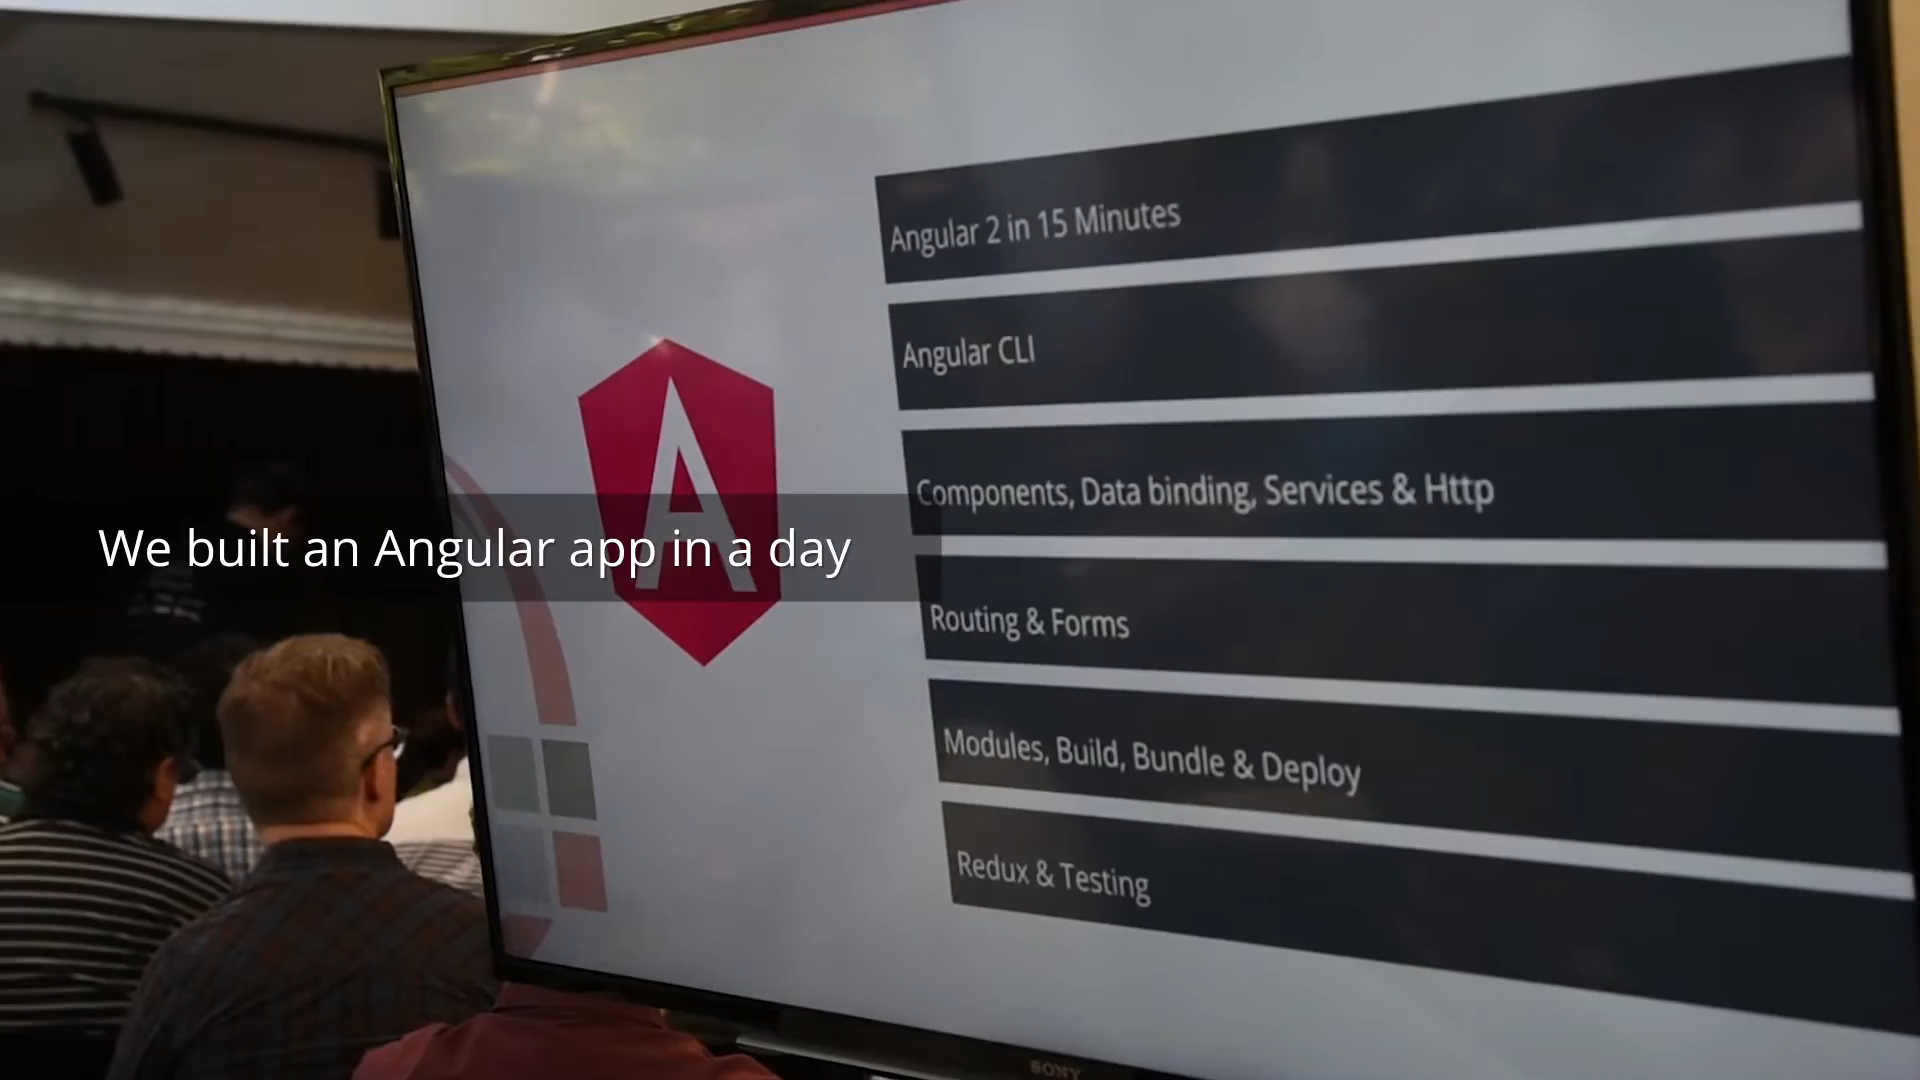 Angular 2 in 15 Minutes
Angular CLI
Components, Data binding, Services & Http
We built an Angular app in a day
Routing & Forms
Modules, Build, Bundle & Deploy
Redux & Testing
SONY